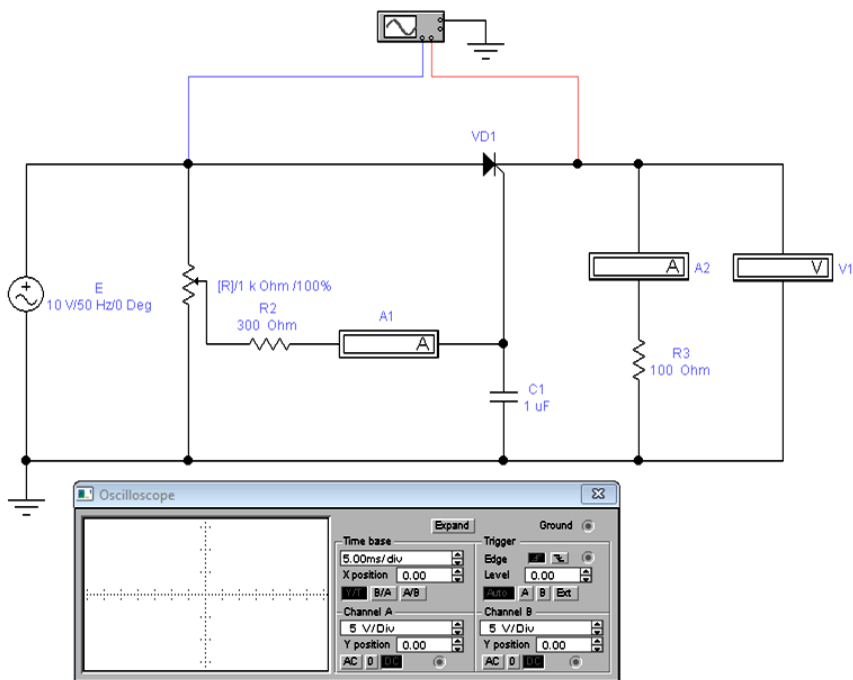 VD1
A
A2
V
V1
E
10 V/50 Hz/0 Deg
[R]/1 k Ohm /100%
R2
300 Ohm
A1
A
R3
100 Ohm
C1
1 uF
Oscilloscope
Expand
Ground
Time base
5.00ms/div
X position 0.00
Y/T B/A A/B
Trigger
Edge
Level 0.00
Auto A B Ext
Channel A
5 V/Div
Y position 0.00
AC 0 DC
Channel B
5 V/Div
Y position 0.00
AC 0 DC